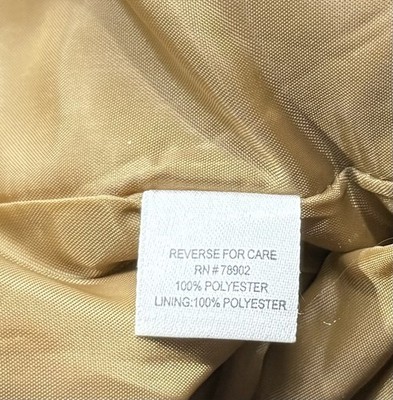 REVERSE FOR CARE
RN # 78902
100% POLYESTER
LINING:100% POLYESTER